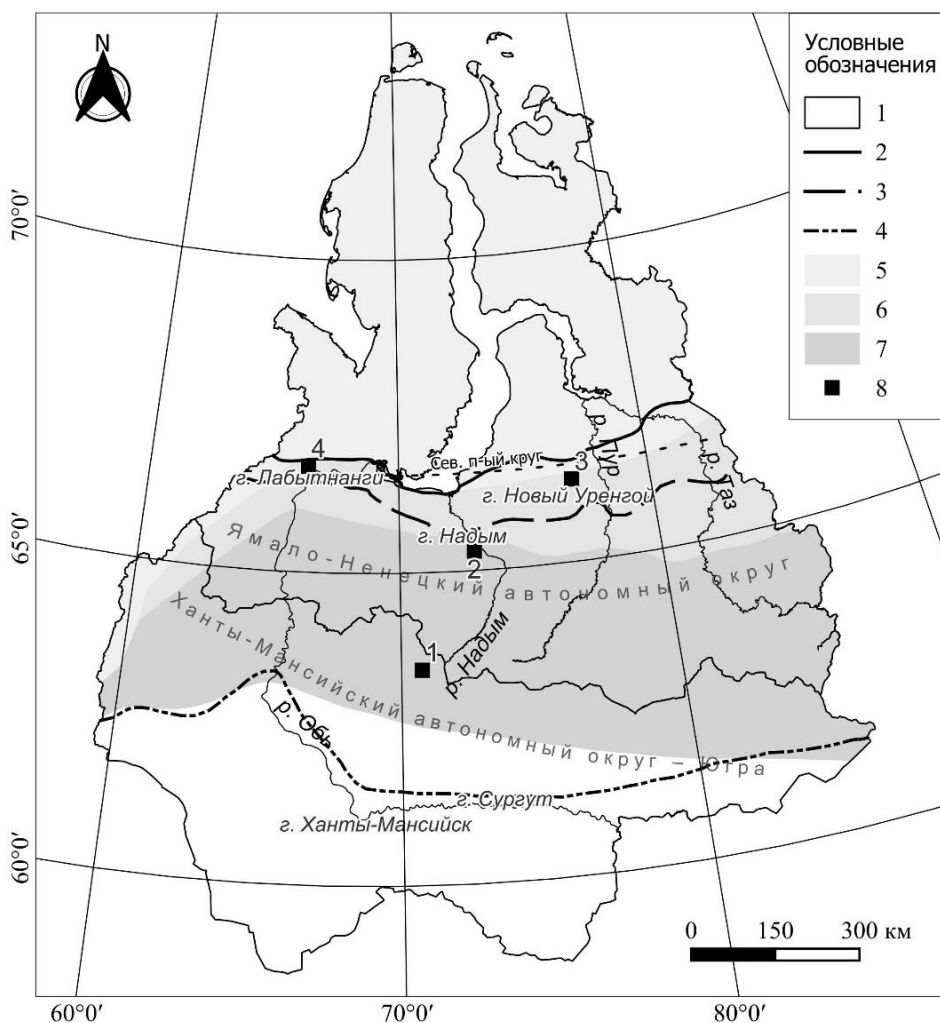 N
Условные
обозначения
1
2
3
4
5
6
7
8
70°0′
65°0′
60°0′
4
Сев. п-ый круг
3
р. Пур
р. Таз
г. Лабытнанги
г. Новый Уренгой
г. Надым
2
Ямало-Ненецкий автономный округ
1
р. Надым
Ханты-Мансийский автономный округ – Югра
р. Обь
г. Сургут
г. Ханты-Мансийск
0 150 300 км
60°0′ 70°0′ 80°0′